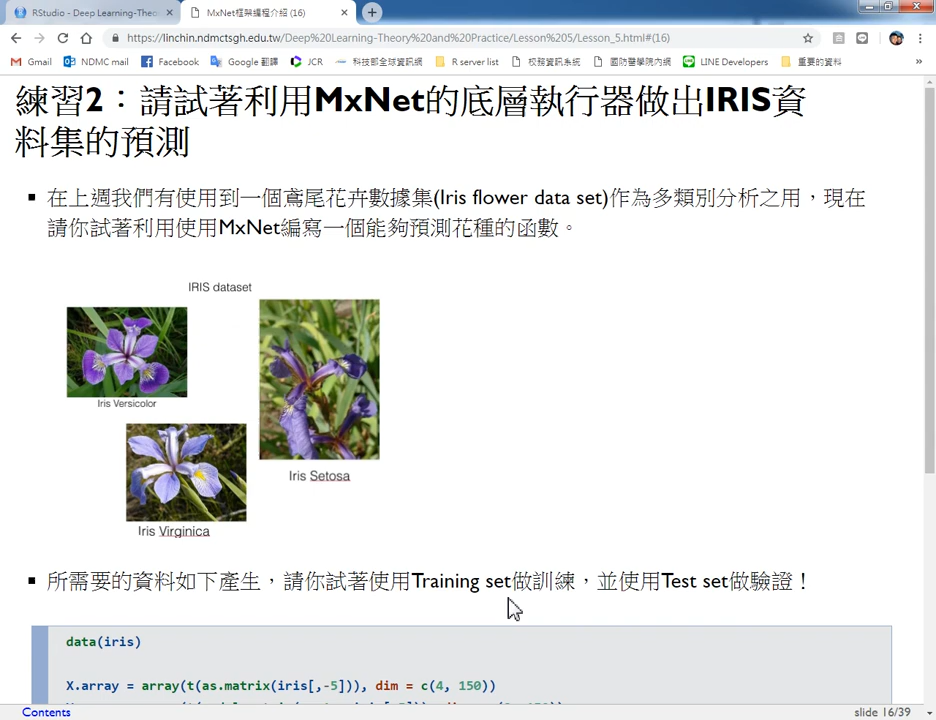 RStudio - Deep Learning-Theo
MxNet框架編程介紹 (16)
https://linchin.ndmctsgh.edu.tw/Deep%20Learning-Theory%20and%20Practice/Lesson%205/Lesson_5.html#(16)
Gmail NDMC mail Facebook Google 翻譯 JCR 科技部全球資訊網 R server list 校務資訊系統 國防醫學院內網 LINE Developers 重要的資料 »
練習2：請試著利用MxNet的底層執行器做出IRIS資
料集的預測
在上週我們有使用到一個鳶尾花卉數據集(Iris flower data set)作為多類別分析之用，現在
請你試著利用使用MxNet編寫一個能夠預測花種的函數。
IRIS dataset
Iris Versicolor
Iris Setosa
Iris Virginica
所需要的資料如下產生，請你試著使用Training set做訓練，並使用Test set做驗證！
data(iris)
X.array = array(t(as.matrix(iris[,-5])), dim = c(4, 150))
Contents
slide 16/39